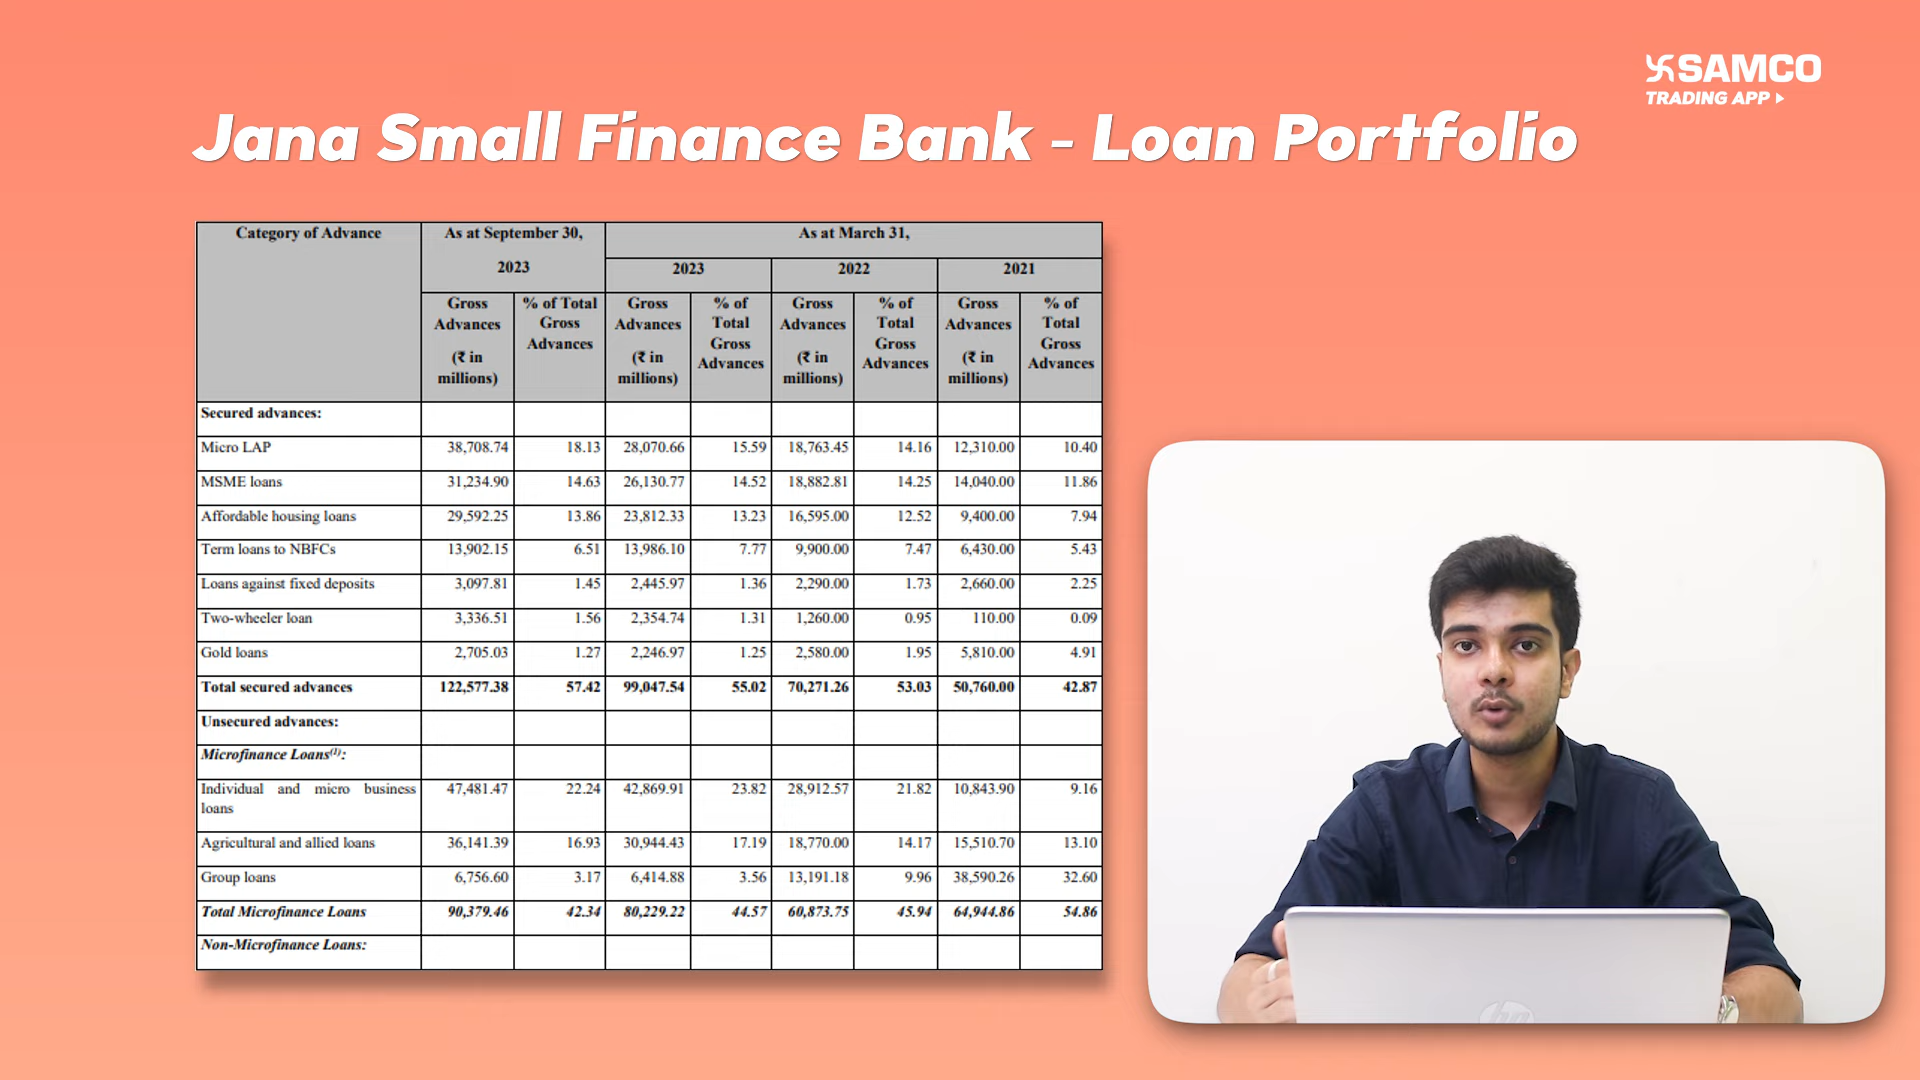 SAMCO
TRADING APP
Jana Small Finance Bank - Loan Portfolio
Category of Advance As at September 30, 2023 As at March 31,
2023 2022 2021
Gross Advances (₹ in millions) % of Total Gross Advances Gross Advances (₹ in millions) % of Total Gross Advances Gross Advances (₹ in millions) % of Total Gross Advances Gross Advances (₹ in millions) % of Total Gross Advances
Secured advances:
Micro LAP 38,708.74 18.13 28,070.66 15.59 18,763.45 14.16 12,310.00 10.40
MSME loans 31,234.90 14.63 26,130.77 14.52 18,882.81 14.25 14,040.00 11.86
Affordable housing loans 29,592.25 13.86 23,812.33 13.23 16,595.00 12.52 9,400.00 7.94
Term loans to NBFCs 13,902.15 6.51 13,986.10 7.77 9,900.00 7.47 6,430.00 5.43
Loans against fixed deposits 3,097.81 1.45 2,445.97 1.36 2,290.00 1.73 2,660.00 2.25
Two-wheeler loan 3,336.51 1.56 2,354.74 1.31 1,260.00 0.95 110.00 0.09
Gold loans 2,705.03 1.27 2,246.97 1.25 2,580.00 1.95 5,810.00 4.91
Total secured advances 122,577.38 57.42 99,047.54 55.02 70,271.26 53.03 50,760.00 42.87
Unsecured advances:
Microfinance Loans(1):
Individual and micro business loans 47,481.47 22.24 42,869.91 23.82 28,912.57 21.82 10,843.90 9.16
Agricultural and allied loans 36,141.39 16.93 30,944.43 17.19 18,770.00 14.17 15,510.70 13.10
Group loans 6,756.60 3.17 6,414.88 3.56 13,191.18 9.96 38,590.26 32.60
Total Microfinance Loans 90,379.46 42.34 80,229.22 44.57 60,873.75 45.94 64,944.86 54.86
Non-Microfinance Loans:
hp